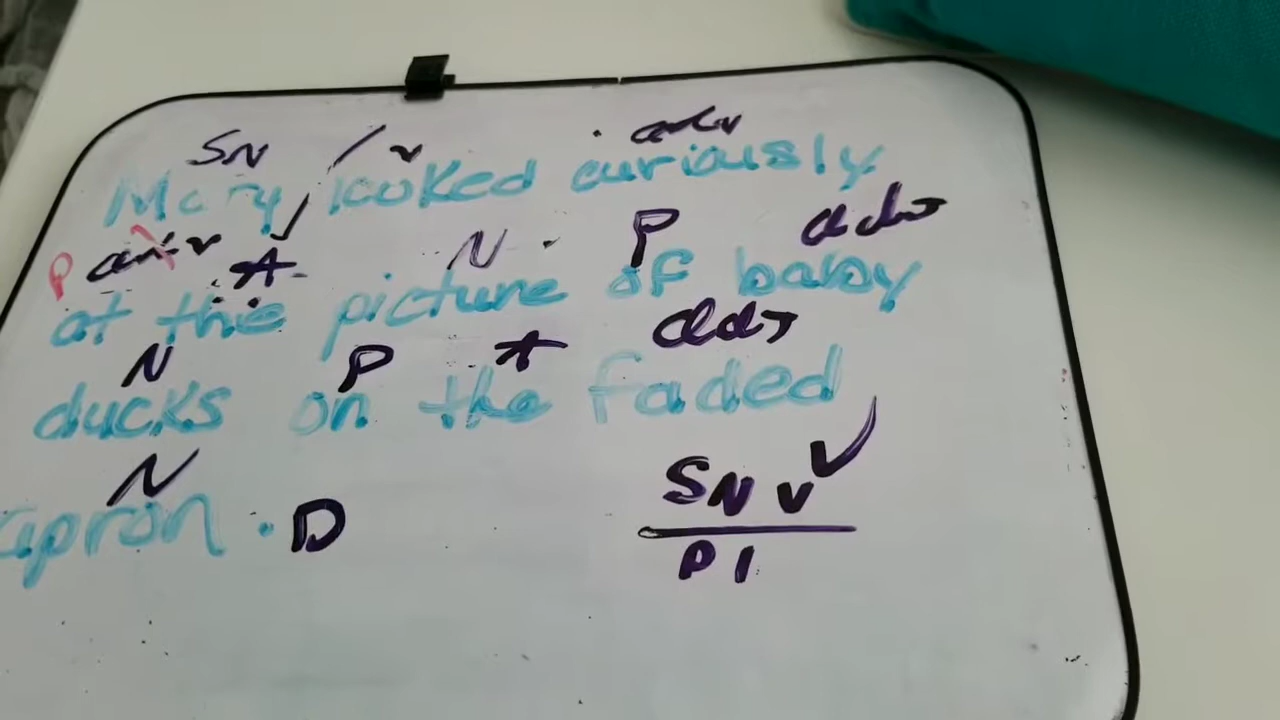 SN / v adv
Mary looked curiously
P adv A N P adj
at the picture of baby
N P A adj
ducks on the faded
N
apron. D
SN V
P1